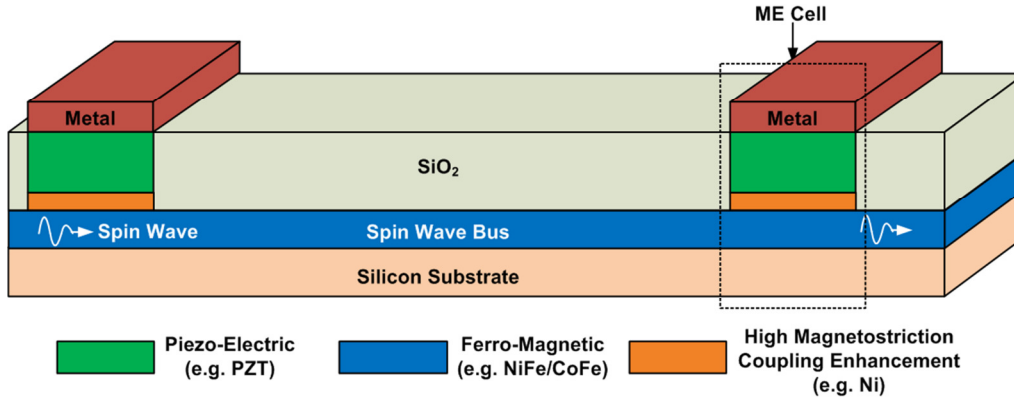 ME Cell
Metal
Metal
SiO₂
Spin Wave
Spin Wave Bus
Silicon Substrate
Piezo-Electric
(e.g. PZT)
Ferro-Magnetic
(e.g. NiFe/CoFe)
High Magnetostriction
Coupling Enhancement
(e.g. Ni)